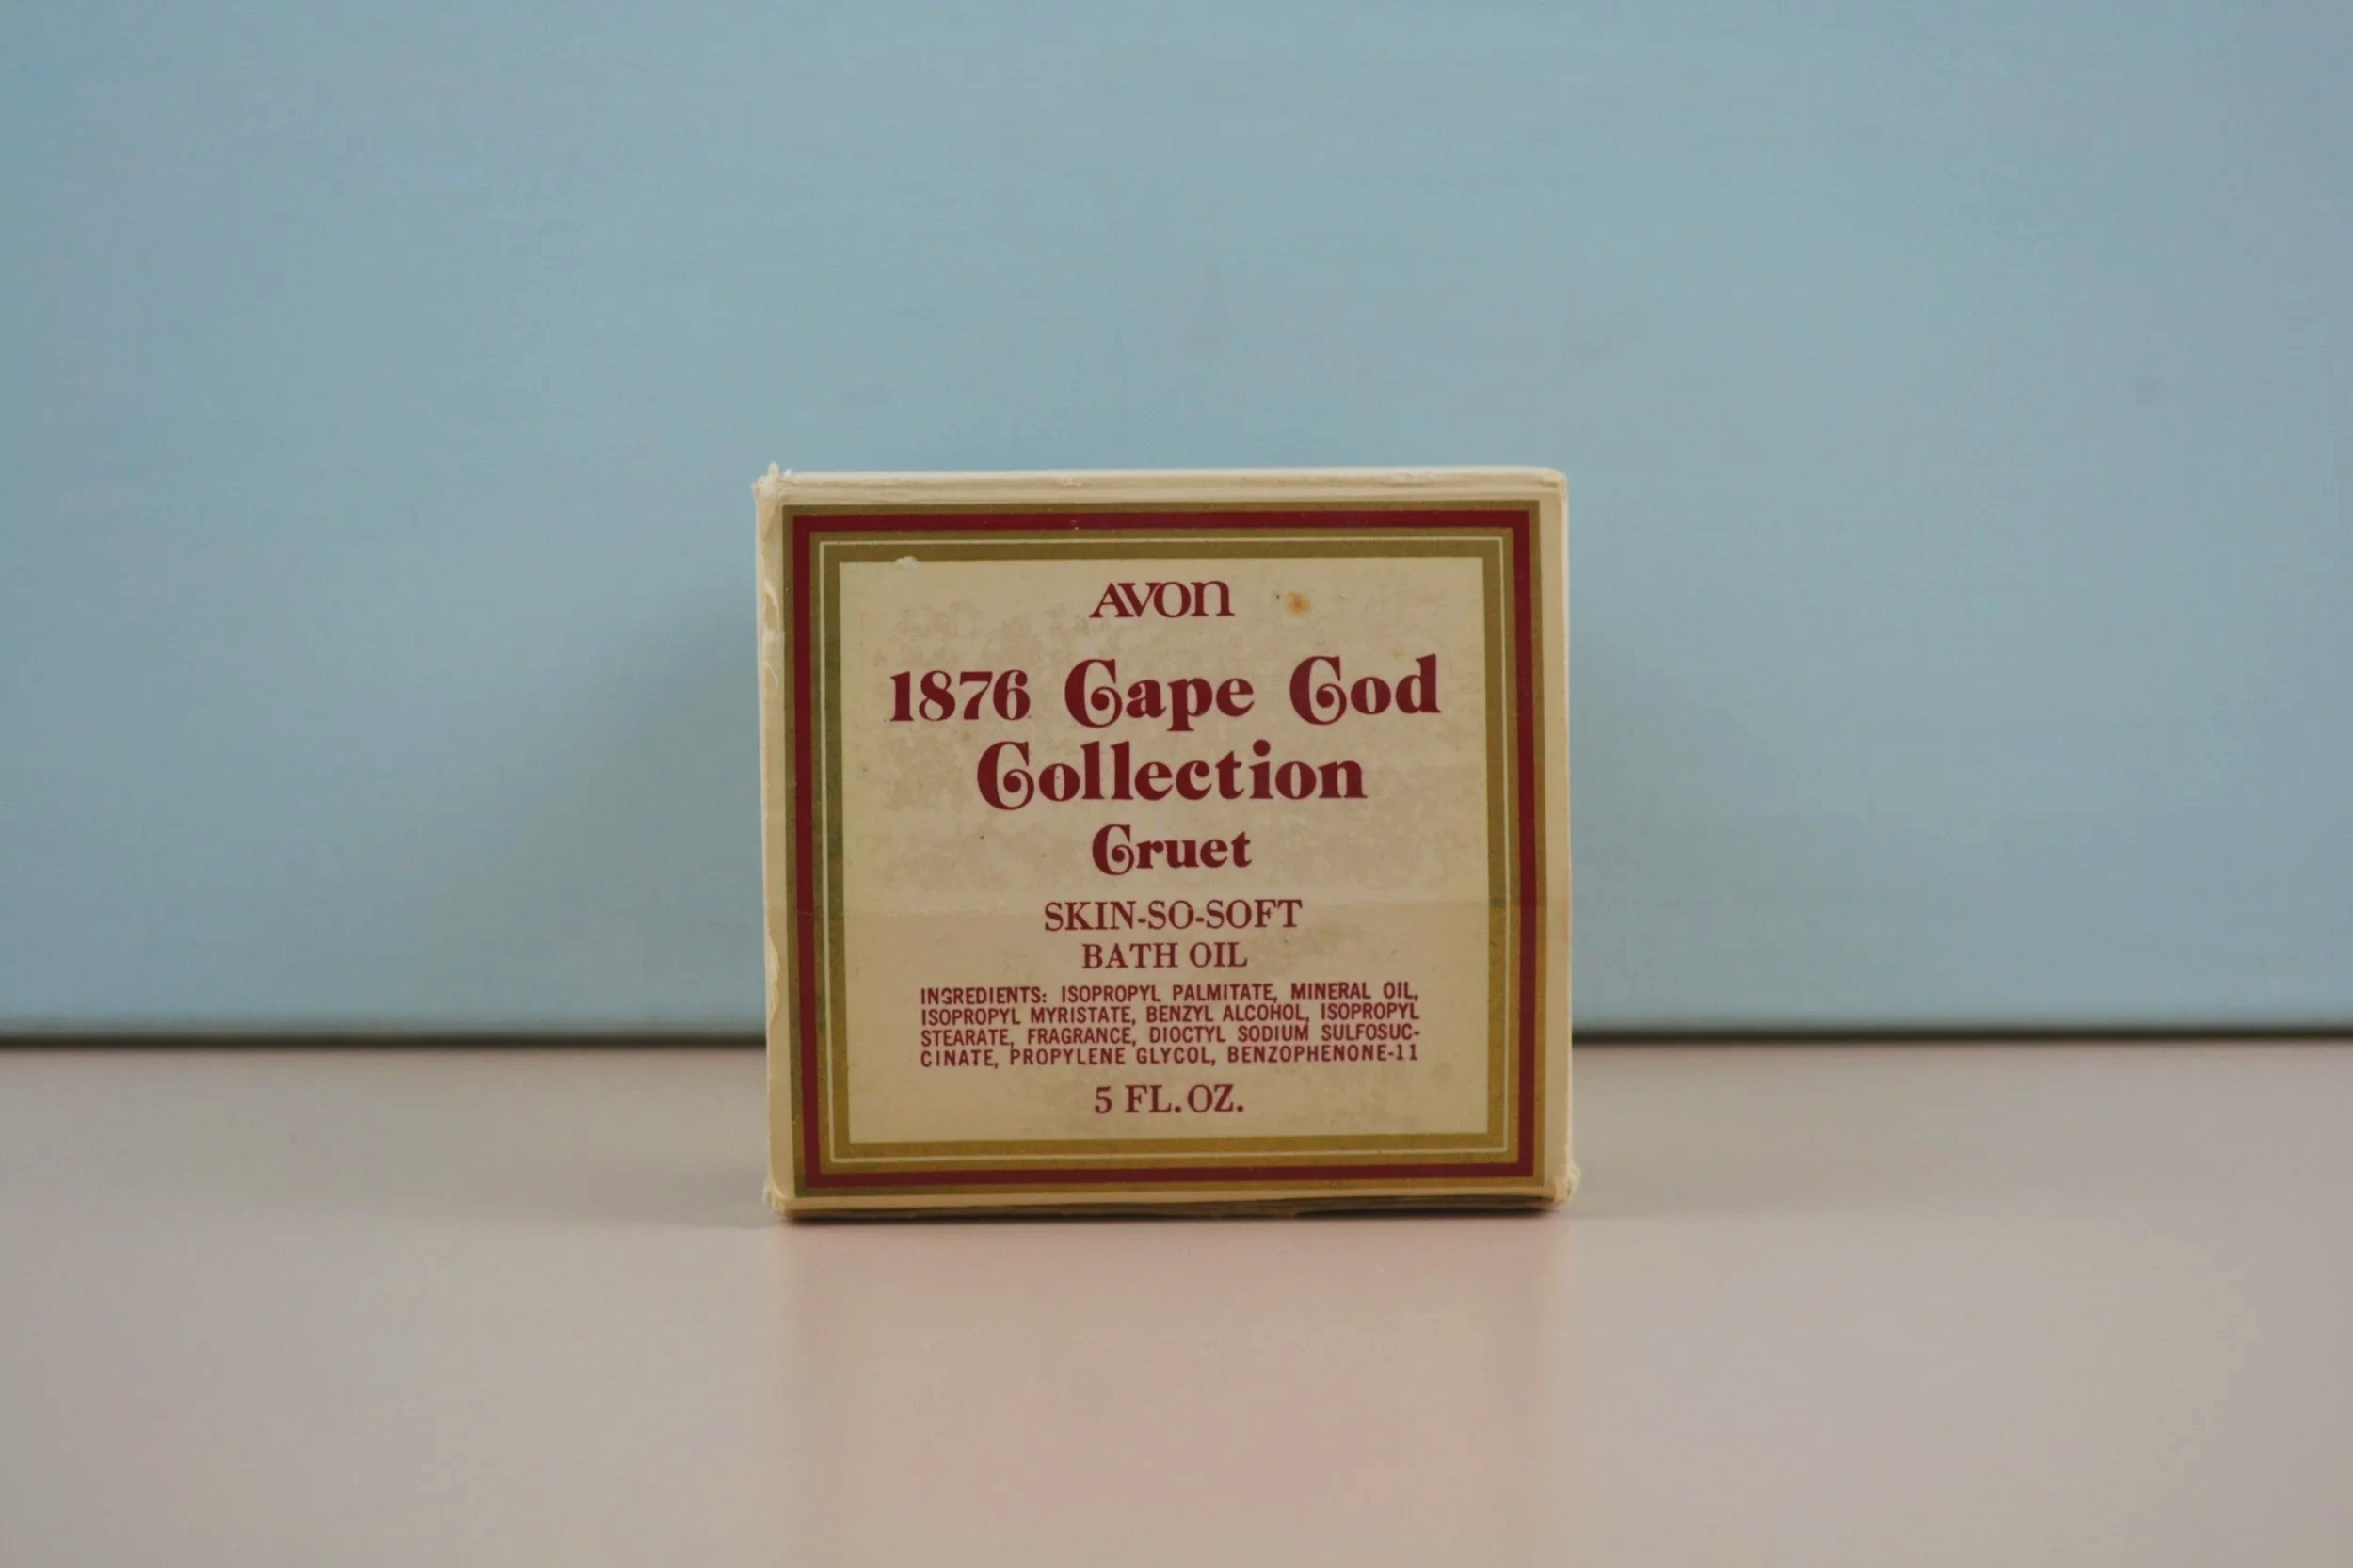 AVON
1876 Cape Cod
Collection
Cruet
SKIN-SO-SOFT
BATH OIL
INGREDIENTS: ISOPROPYL PALMITATE, MINERAL OIL,
ISOPROPYL MYRISTATE, BENZYL ALCOHOL, ISOPROPYL
STEARATE, FRAGRANCE, DIOCTYL SODIUM SULFOSUC-
CINATE, PROPYLENE GLYCOL, BENZOPHENONE-11
5 FL. OZ.